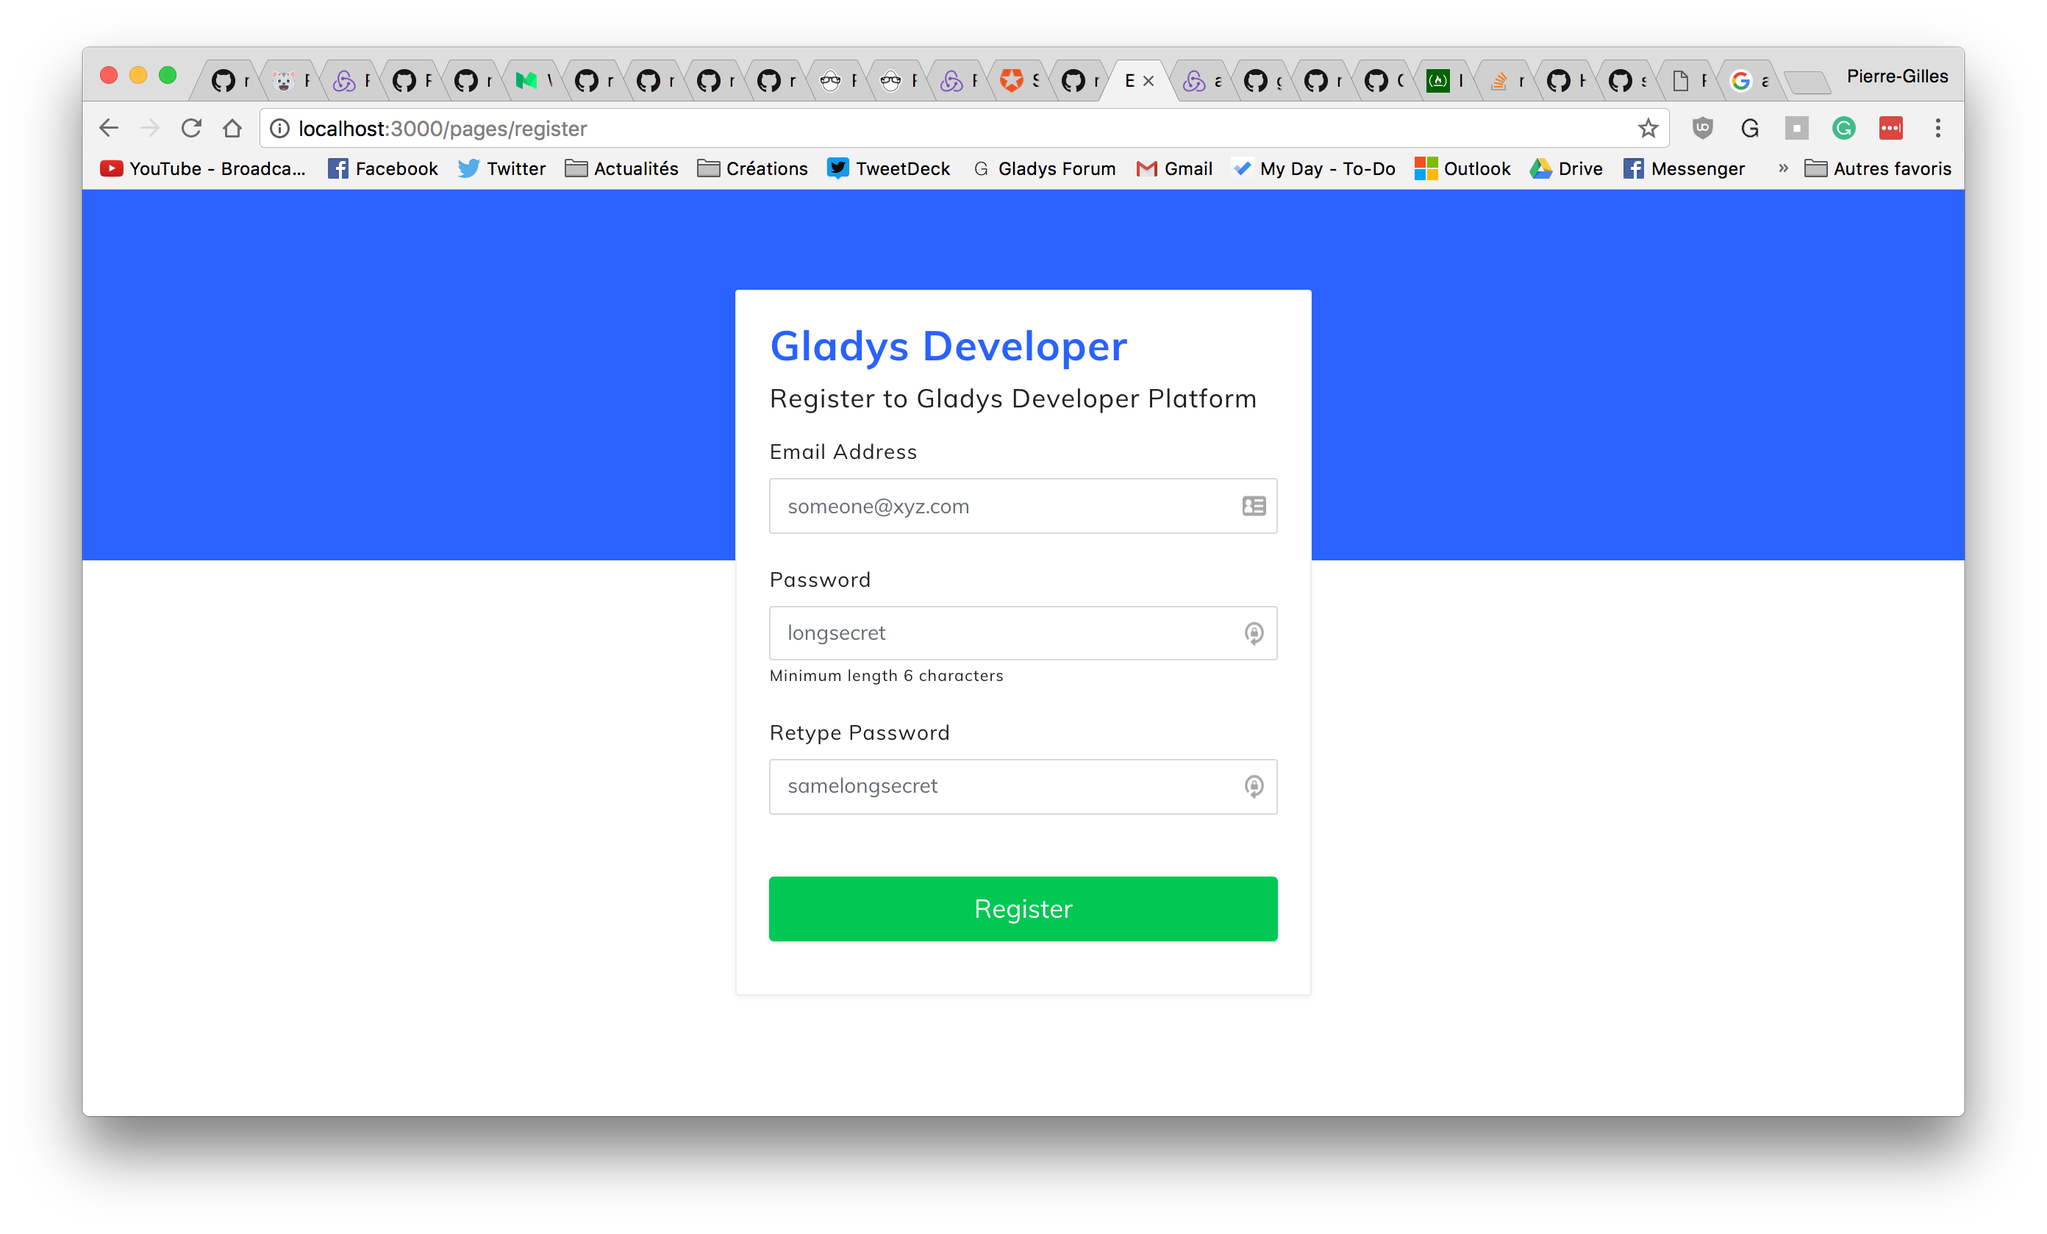 Pierre-Gilles
localhost:3000/pages/register
YouTube - Broadca... Facebook Twitter Actualités Créations TweetDeck Gladys Forum Gmail My Day - To-Do Outlook Drive Messenger » Autres favoris
Gladys Developer
Register to Gladys Developer Platform
Email Address
someone@xyz.com
Password
longsecret
Minimum length 6 characters
Retype Password
samelongsecret
Register